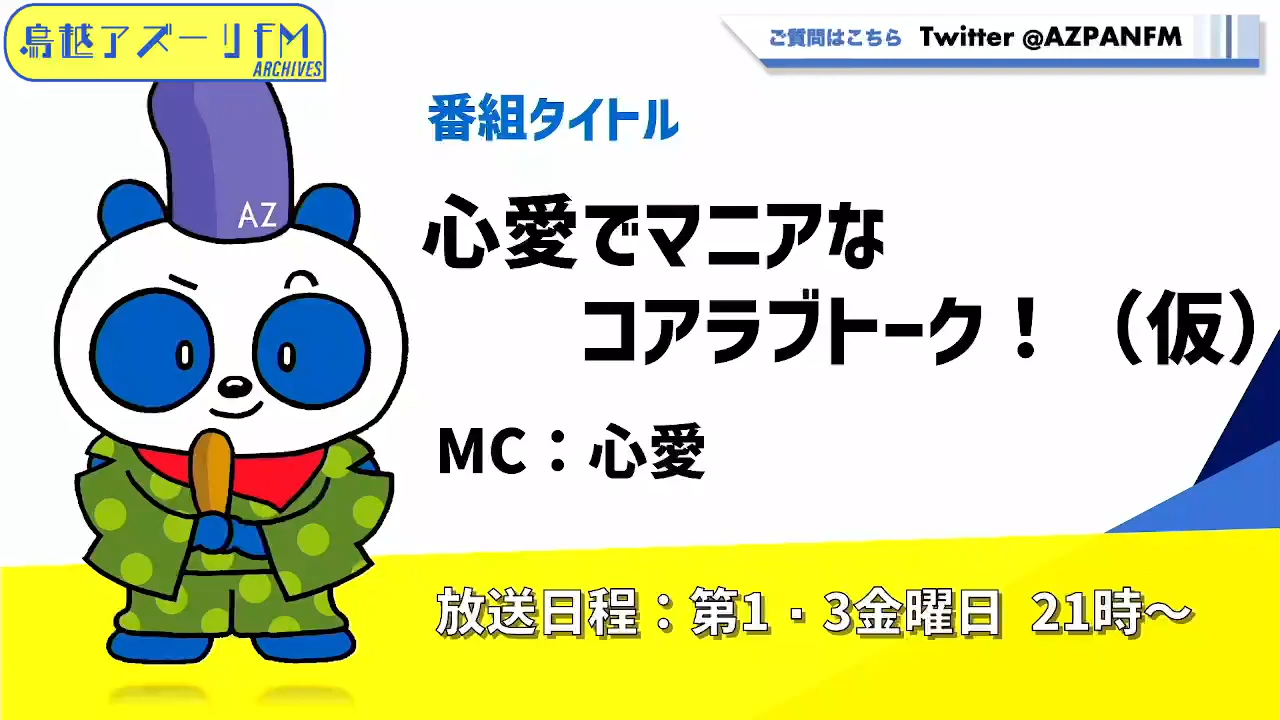 鳥越アズーリFM
ARCHIVES
ご質問はこちら Twitter @AZPANFM
番組タイトル
AZ
心愛でマニアな
コアラブトーク！（仮）
MC：心愛
放送日程：第1・3金曜日 21時～